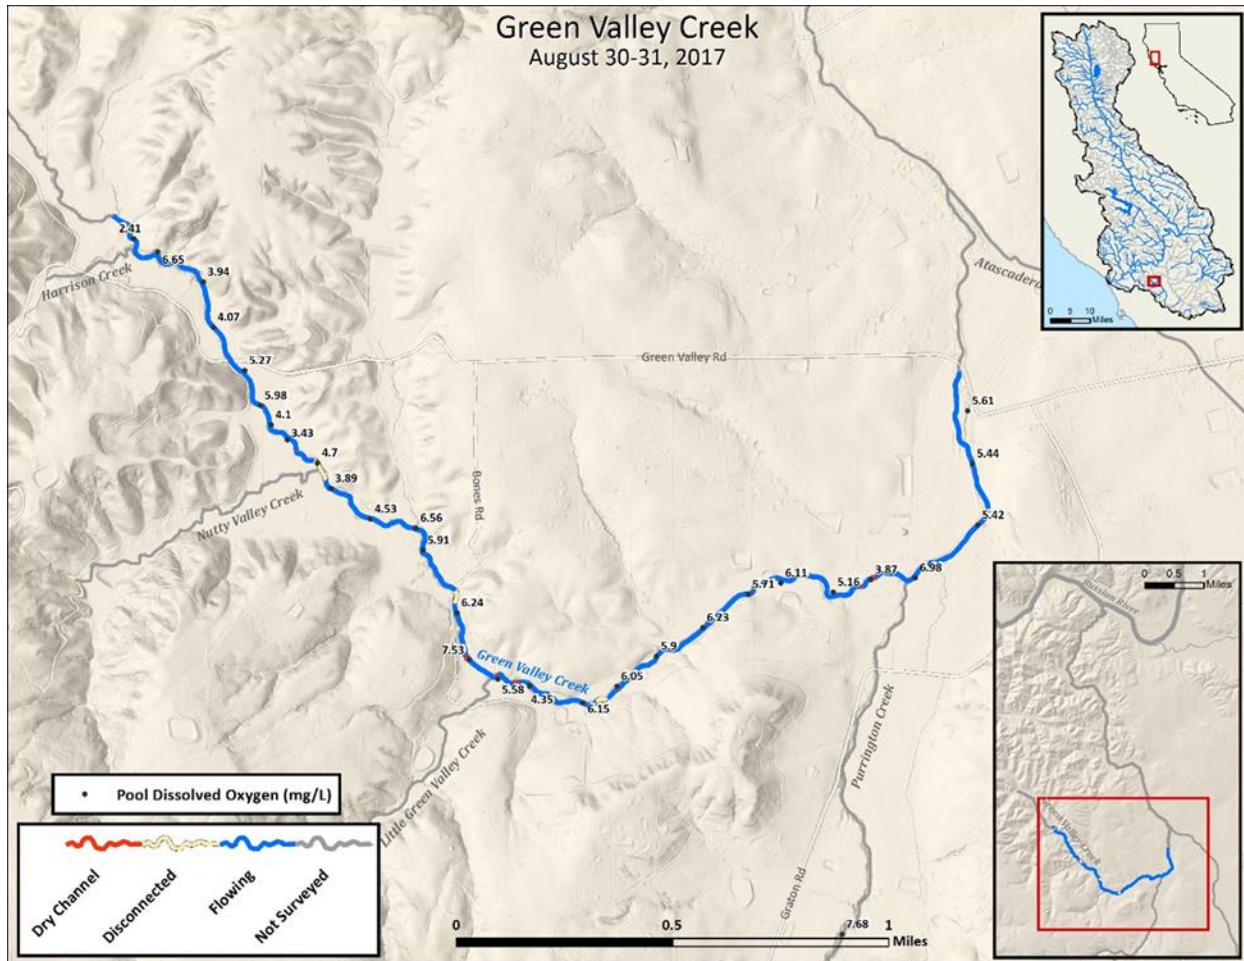 Green Valley Creek
August 30-31, 2017
0 5 10
Miles
Atascadero
2.41
6.65
Harrison Creek
3.94
4.07
Green Valley Rd
5.27
5.98
4.1
3.43
4.7
3.89
Nutty Valley Creek
4.53
6.56
5.91
Bones Rd
5.61
5.44
5.42
6.98
3.87
5.16
6.11
5.71
6.23
5.9
6.05
6.15
4.35
5.58
7.53
6.24
Green Valley Creek
Little Green Valley Creek
Purrington Creek
Graton Rd
7.68
0 0.5 1
Miles
Russian River
Green Valley Creek
Pool Dissolved Oxygen (mg/L)
Dry Channel
Disconnected
Flowing
Not Surveyed
0 0.5 1
Miles